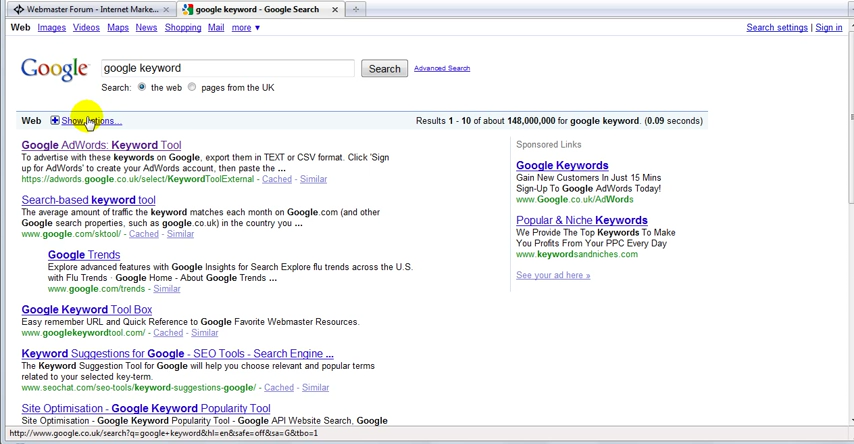 Webmaster Forum - Internet Marke...
google keyword - Google Search
Web Images Videos Maps News Shopping Mail more ▼
Search settings | Sign in
Google
google keyword
Search
Advanced Search
Search: the web pages from the UK
Web
Results 1 - 10 of about 148,000,000 for google keyword. (0.09 seconds)
Google AdWords: Keyword Tool
To advertise with these keywords on Google, export them in TEXT or CSV format. Click 'Sign
up for AdWords' to create your AdWords account, then paste the ...
https://adwords.google.co.uk/select/KeywordToolExternal - Cached - Similar
Search-based keyword tool
The average amount of traffic the keyword matches each month on Google.com (and other
Google search properties, such as google.co.uk) in the country you ...
www.google.com/sktool/ - Cached - Similar
Google Trends
Explore advanced features with Google Insights for Search Explore flu trends across the U.S.
with Flu Trends · Google Home - About Google Trends ...
www.google.com/trends - Similar
Google Keyword Tool Box
Easy remember URL and Quick Reference to Google Favorite Webmaster Resources.
www.googlekeywordtool.com/ - Cached - Similar
Keyword Suggestions for Google - SEO Tools - Search Engine ...
The Keyword Suggestion Tool for Google will help you choose relevant and popular terms
related to your selected key-term.
www.seochat.com/seo-tools/keyword-suggestions-google/ - Cached - Similar
Site Optimisation - Google Keyword Popularity Tool
Site Optimisation - Google Keyword Popularity Tool - Google API Website Search, Google
Sponsored Links
Google Keywords
Gain New Customers In Just 15 Mins
Sign-Up To Google AdWords Today!
www.Google.co.uk/AdWords
Popular & Niche Keywords
We Provide The Top Keywords To Make
You Profits From Your PPC Every Day
www.keywordsandniches.com
See your ad here »
http://www.google.co.uk/search?q=google+keyword&hl=en&safe=off&sa=G&tbo=1